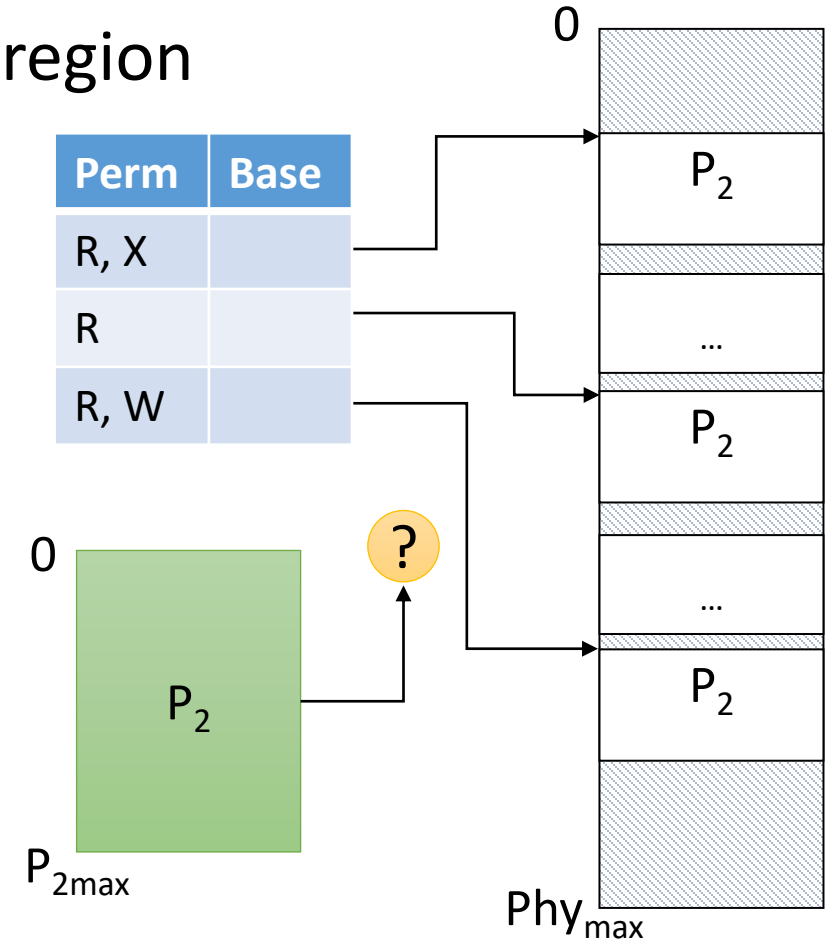 region
Perm Base
R, X
R
R, W
0
P₂
P₂max
?
0
P₂
...
P₂
...
P₂
Phymax